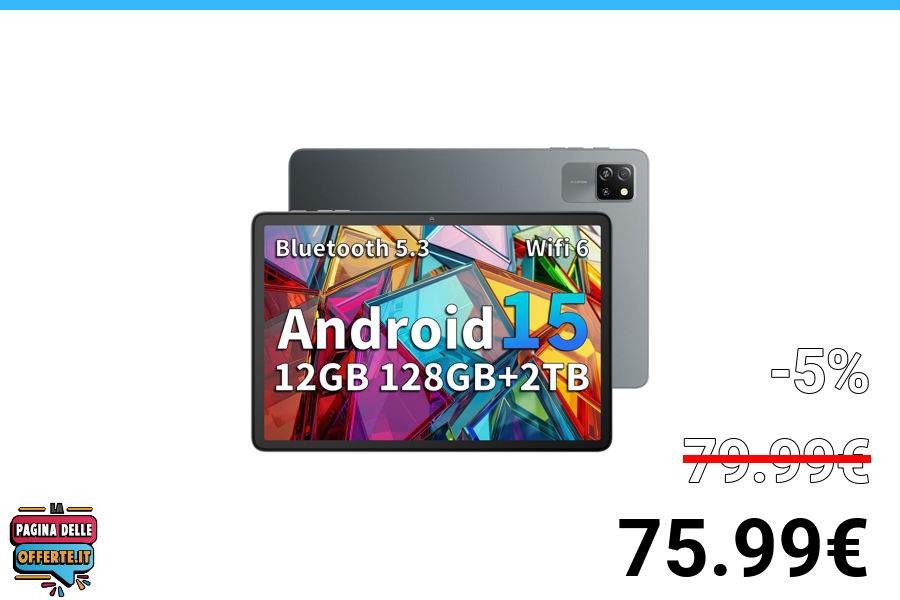 Bluetooth 5.3
Wifi 6
Android 15
12GB 128GB+2TB
-5%
79.99€
75.99€
LA
PAGINA DELLE
OFFERTE.IT